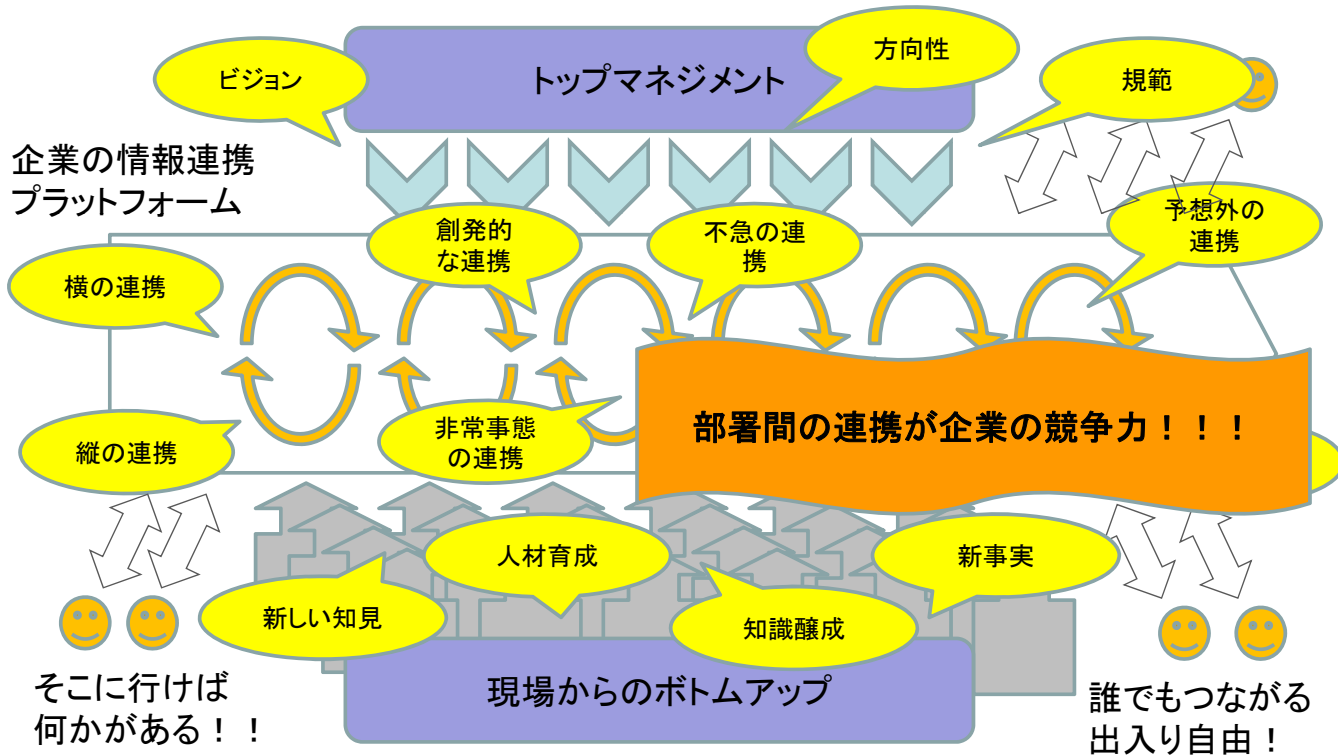 ビジョン
トップマネジメント
方向性
規範
企業の情報連携
プラットフォーム
創発的
な連携
不急の連
携
予想外の
連携
横の連携
部署間の連携が企業の競争力！！！
縦の連携
非常事態
の連携
人材育成
新事実
新しい知見
知識醸成
現場からのボトムアップ
そこに行けば
何かがある！！
誰でもつながる
出入り自由！